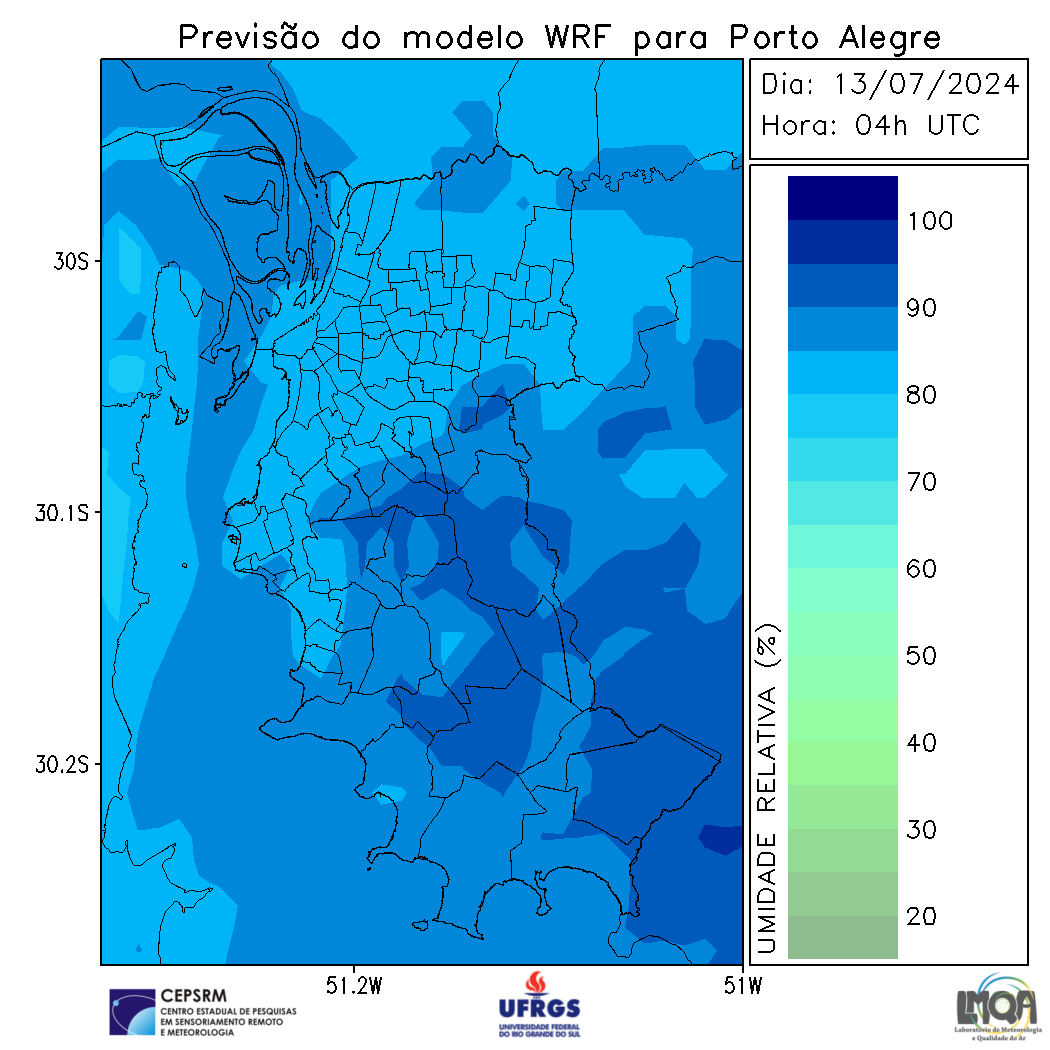 Previsão do modelo WRF para Porto Alegre
Dia: 13/07/2024
Hora: 04h UTC
100
90
80
70
60
50
40
30
20
UMIDADE RELATIVA (%)
30S
30.1S
30.2S
51.2W
51W
CEPSRM
CENTRO ESTADUAL DE PESQUISAS
EM SENSORIAMENTO REMOTO
E METEOROLOGIA
UFRGS
UNIVERSIDADE FEDERAL
DO RIO GRANDE DO SUL
LMQA
Laboratório de Meteorologia
e Qualidade do Ar